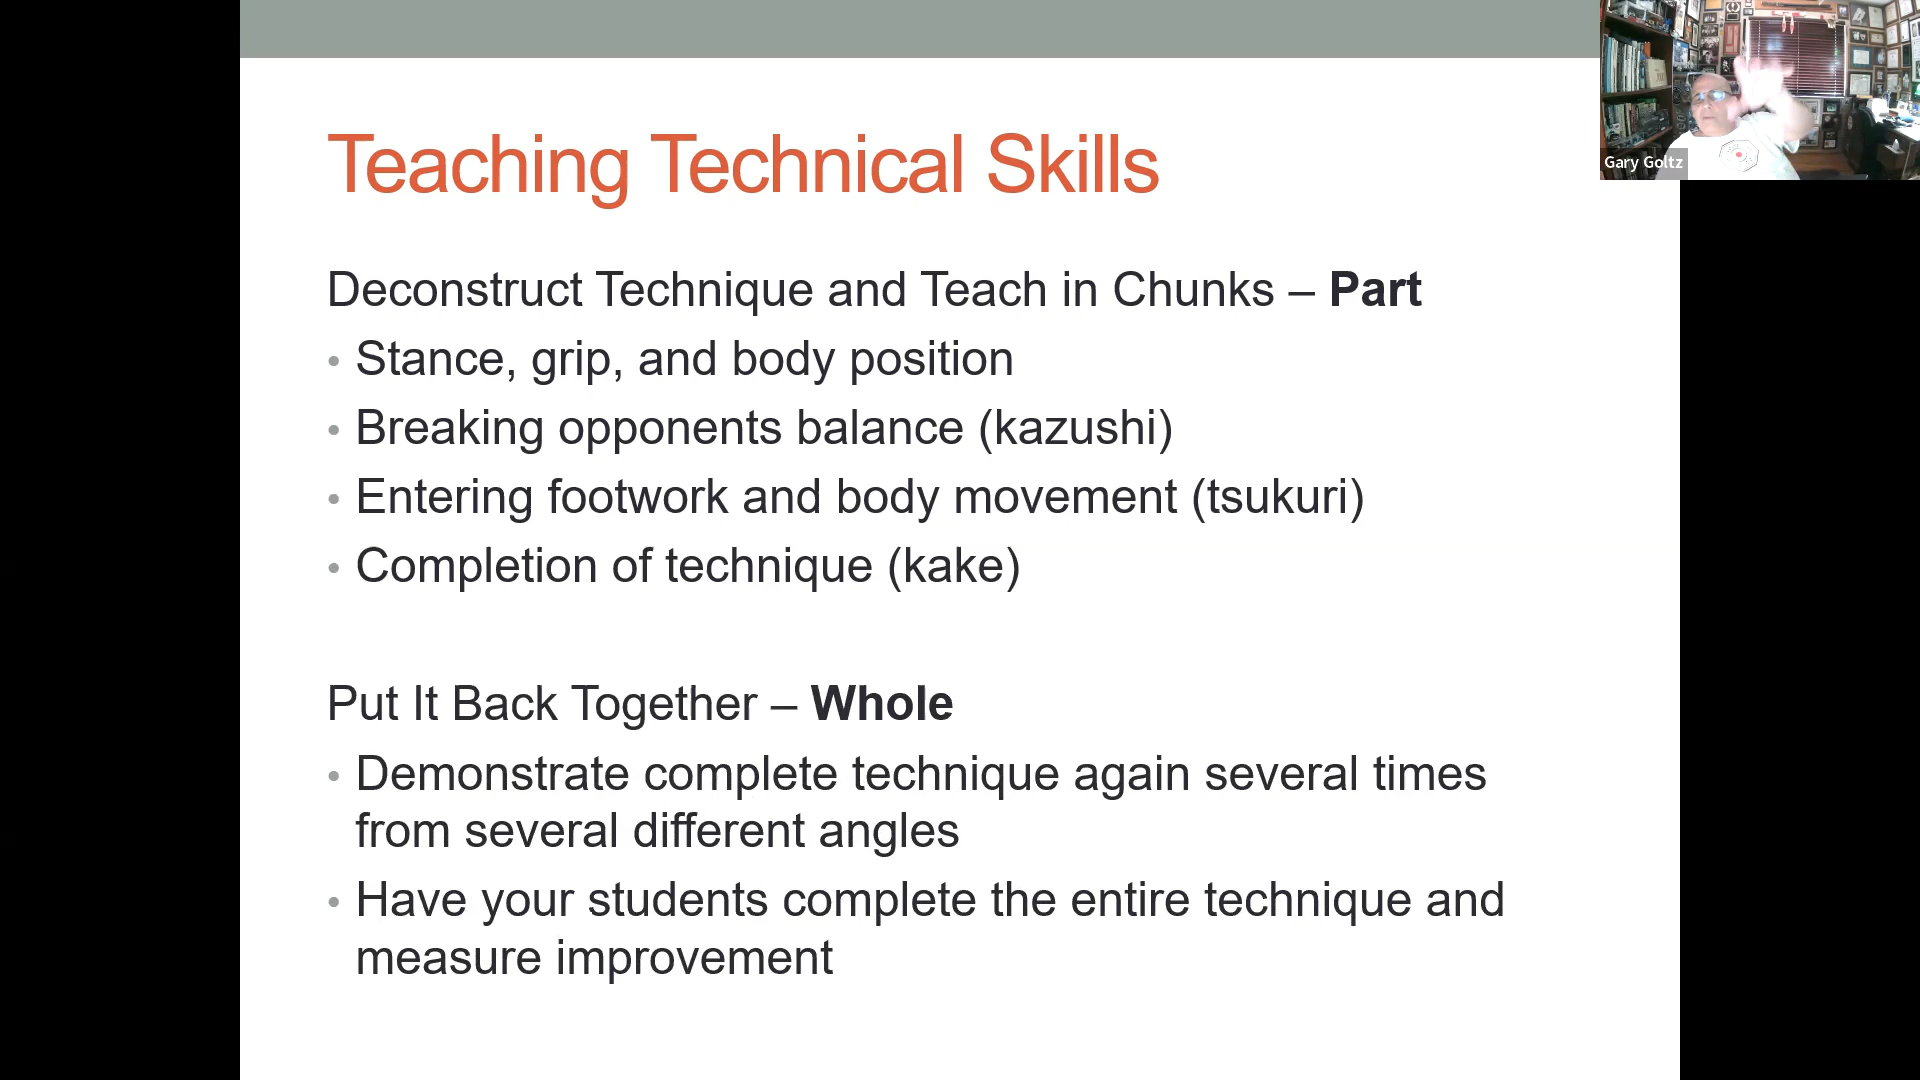 Teaching Technical Skills
Gary Goltz
Deconstruct Technique and Teach in Chunks – Part
• Stance, grip, and body position
• Breaking opponents balance (kazushi)
• Entering footwork and body movement (tsukuri)
• Completion of technique (kake)
Put It Back Together – Whole
• Demonstrate complete technique again several times
from several different angles
• Have your students complete the entire technique and
measure improvement